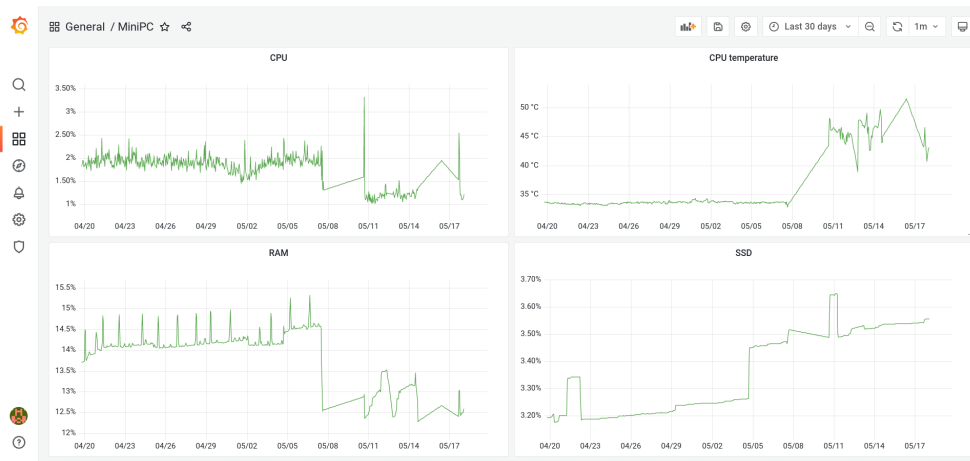 General / MiniPC
Last 30 days
1m
CPU
3.50%
3%
2.50%
2%
1.50%
1%
04/20 04/23 04/26 04/29 05/02 05/05 05/08 05/11 05/14 05/17
CPU temperature
50 °C
45 °C
40 °C
35 °C
04/20 04/23 04/26 04/29 05/02 05/05 05/08 05/11 05/14 05/17
RAM
15.5%
15%
14.5%
14%
13.5%
13%
12.5%
12%
04/20 04/23 04/26 04/29 05/02 05/05 05/08 05/11 05/14 05/17
SSD
3.70%
3.60%
3.50%
3.40%
3.30%
3.20%
04/20 04/23 04/26 04/29 05/02 05/05 05/08 05/11 05/14 05/17